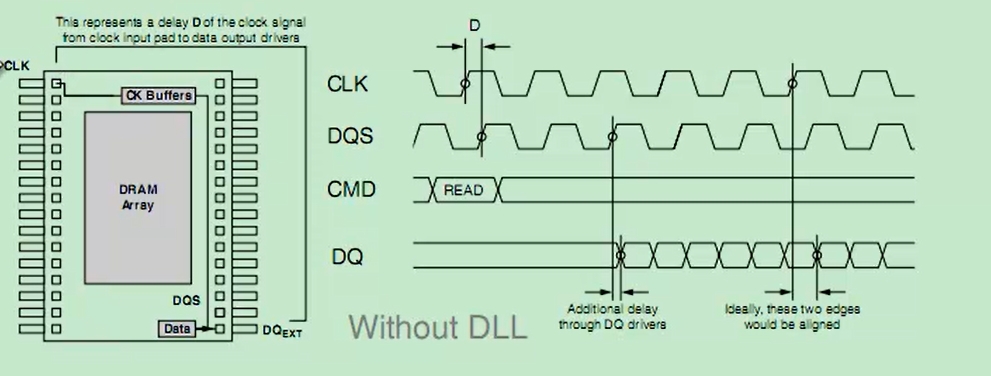 This represents a delay D of the clock signal
from clock input pad to data output drivers
CLK
CK Buffers
DRAM
Array
DQS
Data
DQEXT
D
CLK
DQS
CMD
READ
DQ
Additional delay
through DQ drivers
Ideally, these two edges
would be aligned
Without DLL